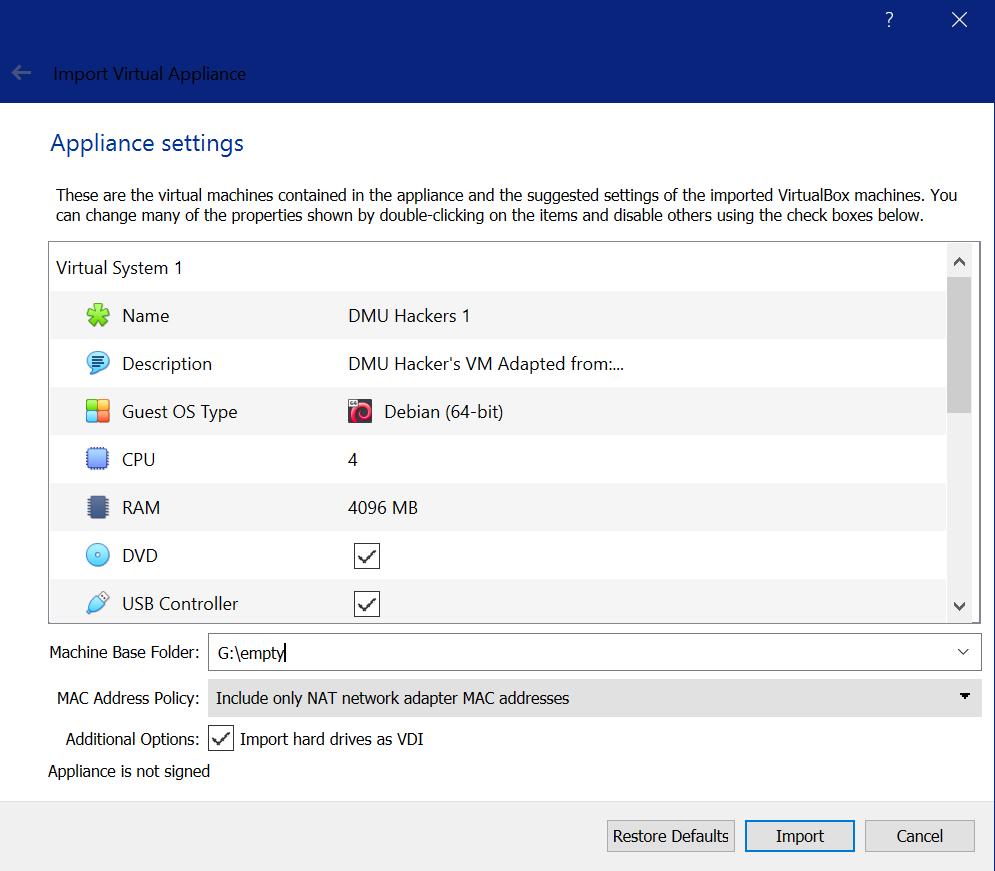 ?
Import Virtual Appliance
Appliance settings
These are the virtual machines contained in the appliance and the suggested settings of the imported VirtualBox machines. You
can change many of the properties shown by double-clicking on the items and disable others using the check boxes below.
Virtual System 1
Name DMU Hackers 1
Description DMU Hacker's VM Adapted from:...
Guest OS Type 64 Debian (64-bit)
CPU 4
RAM 4096 MB
DVD
USB Controller
Machine Base Folder: G:\empty
MAC Address Policy: Include only NAT network adapter MAC addresses
Additional Options: Import hard drives as VDI
Appliance is not signed
Restore Defaults Import Cancel